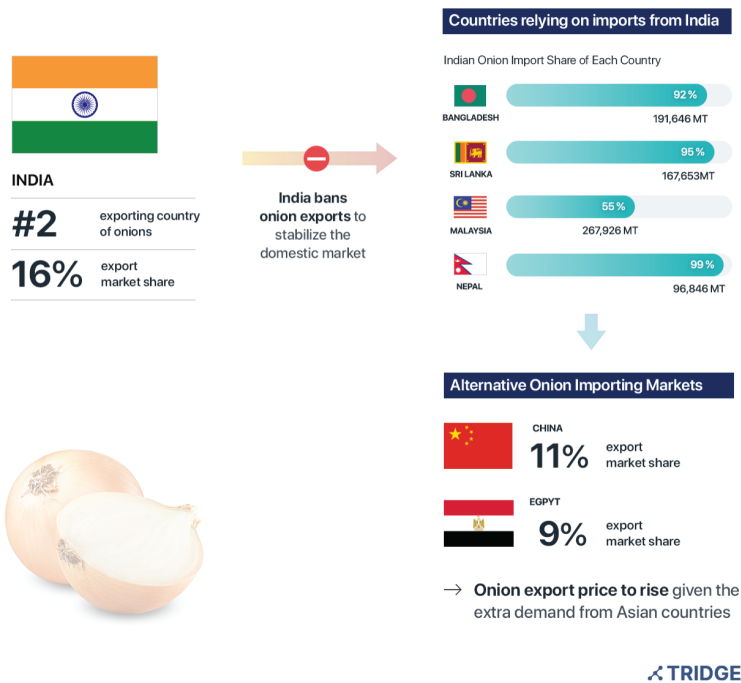 INDIA
#2
exporting country
of onions
16%
export
market share
India bans
onion exports to
stabilize the
domestic market
Countries relying on imports from India
Indian Onion Import Share of Each Country
BANGLADESH
92%
191,646 MT
SRI LANKA
95%
167,653MT
MALAYSIA
55%
267,926 MT
NEPAL
99%
96,846 MT
Alternative Onion Importing Markets
CHINA
11%
export
market share
EGPYT
9%
export
market share
→ Onion export price to rise given the
extra demand from Asian countries
TRIDGE